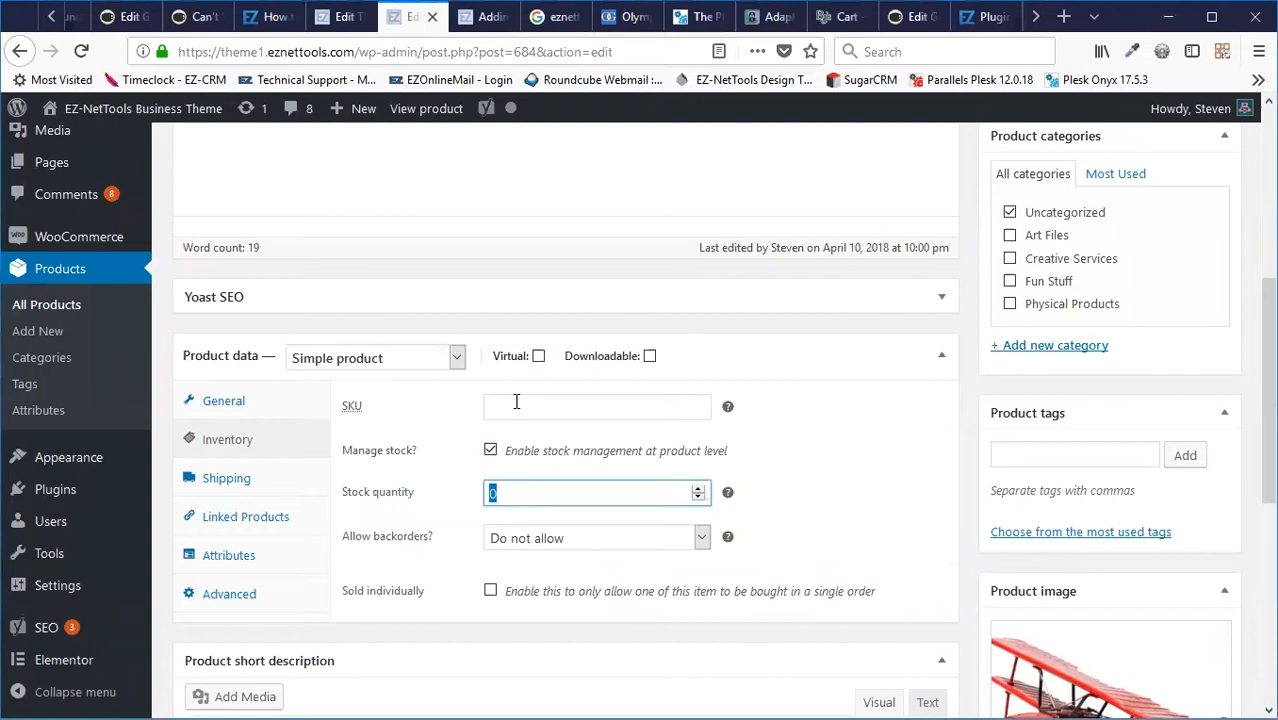 Edit G
Can't
How t
Edit T
Ed
Addin
eznett
Olymp
The P
Adapt
Cart -
Edit G
Plugin
https://theme1.eznettools.com/wp-admin/post.php?post=684&action=edit
Search
Most Visited
Timeclock - EZ-CRM
Technical Support - M...
EZOnlineMail - Login
Roundcube Webmail :...
EZ-NetTools Design T...
SugarCRM
Parallels Plesk 12.0.18
Plesk Onyx 17.5.3
EZ-NetTools Business Theme
1
8
New
View product
Howdy, Steven
Media
Pages
Comments 8
WooCommerce
Products
All Products
Add New
Categories
Tags
Attributes
Appearance
Plugins
Users
Tools
Settings
SEO 3
Elementor
Collapse menu
Word count: 19
Last edited by Steven on April 10, 2018 at 10:00 pm
Yoast SEO
Product data — Simple product Virtual: Downloadable:
General
Inventory
Shipping
Linked Products
Attributes
Advanced
SKU
Manage stock? Enable stock management at product level
Stock quantity 0
Allow backorders? Do not allow
Sold individually Enable this to only allow one of this item to be bought in a single order
Product short description
Add Media
Visual Text
Product categories
All categories Most Used
Uncategorized
Art Files
Creative Services
Fun Stuff
Physical Products
+ Add new category
Product tags
Add
Separate tags with commas
Choose from the most used tags
Product image